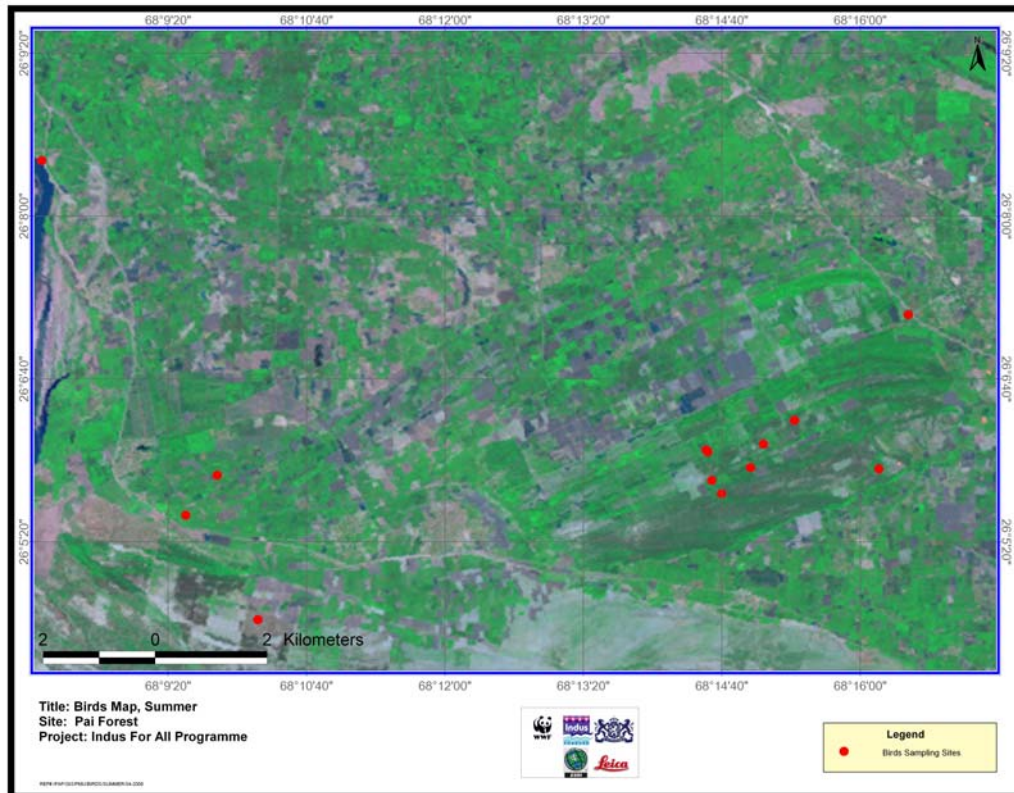 68°9'20" 68°10'40" 68°12'00" 68°13'20" 68°14'40" 68°16'00"
26°9'20" 26°9'20"
N
26°8'00" 26°8'00"
26°6'40" 26°6'40"
26°5'20" 26°5'20"
2 0 2 Kilometers
68°9'20" 68°10'40" 68°12'00" 68°13'20" 68°14'40" 68°16'00"
Title: Birds Map, Summer
Site: Pai Forest
Project: Indus For All Programme
WWF
Indus
Leica
Legend
Birds Sampling Sites